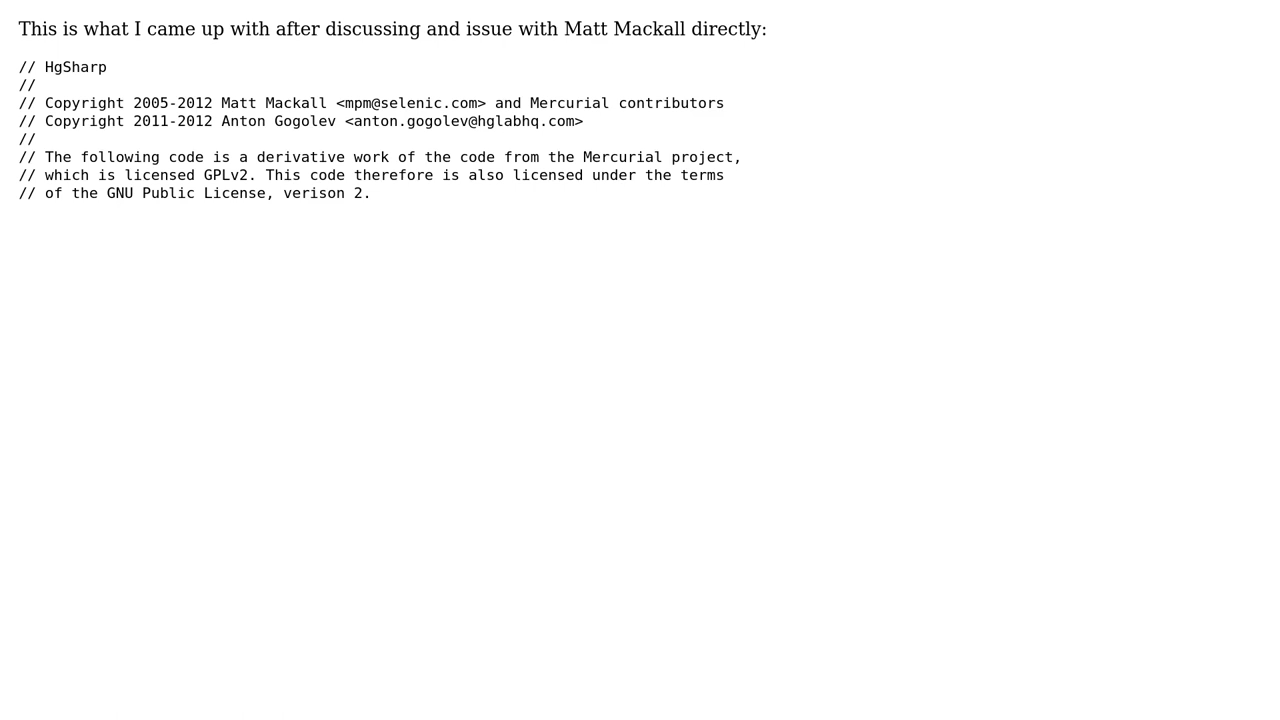 This is what I came up with after discussing and issue with Matt Mackall directly:
// HgSharp
//
// Copyright 2005-2012 Matt Mackall <mpm@selenic.com> and Mercurial contributors
// Copyright 2011-2012 Anton Gogolev <anton.gogolev@hglabhq.com>
//
// The following code is a derivative work of the code from the Mercurial project,
// which is licensed GPLv2. This code therefore is also licensed under the terms
// of the GNU Public License, verison 2.